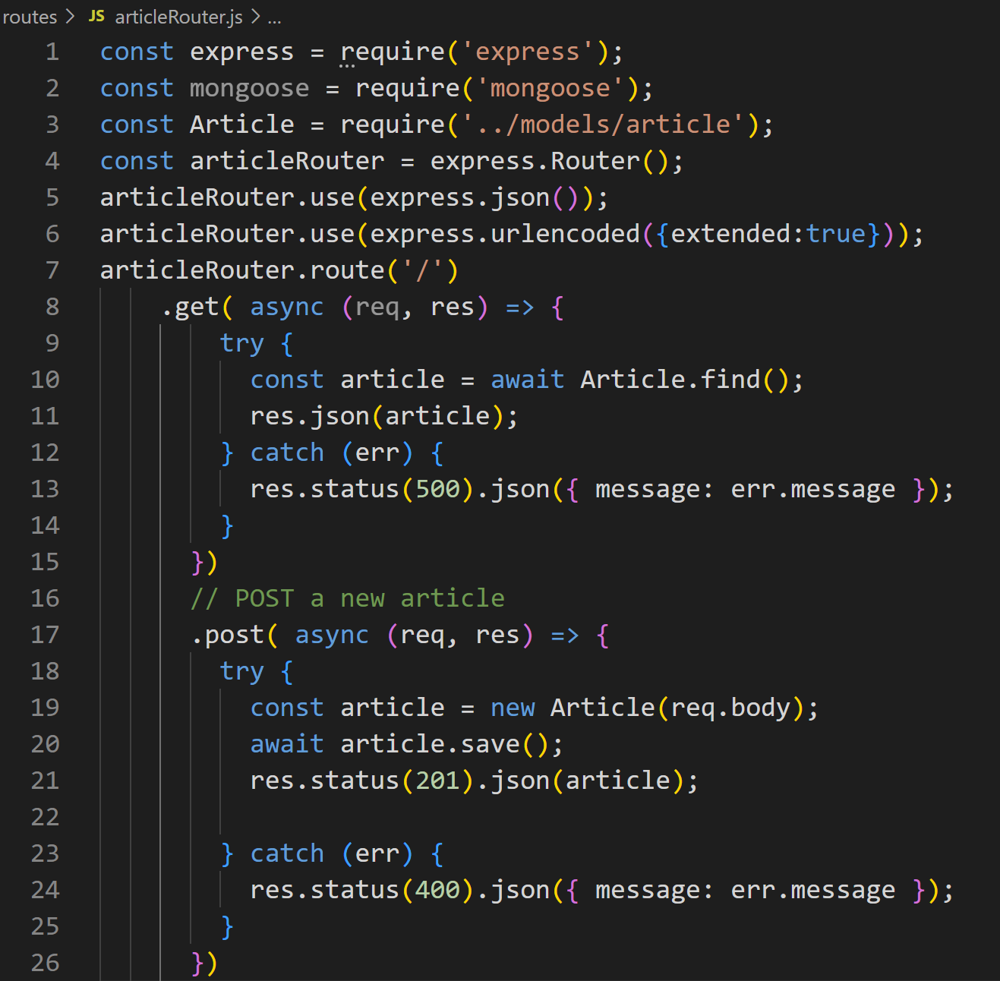 routes > JS articleRouter.js > ...
1 const express = require('express');
2 const mongoose = require('mongoose');
3 const Article = require('../models/article');
4 const articleRouter = express.Router();
5 articleRouter.use(express.json());
6 articleRouter.use(express.urlencoded({extended:true}));
7 articleRouter.route('/')
8 .get( async (req, res) => {
9 try {
10 const article = await Article.find();
11 res.json(article);
12 } catch (err) {
13 res.status(500).json({ message: err.message });
14 }
15 })
16 // POST a new article
17 .post( async (req, res) => {
18 try {
19 const article = new Article(req.body);
20 await article.save();
21 res.status(201).json(article);
22
23 } catch (err) {
24 res.status(400).json({ message: err.message });
25 }
26 })